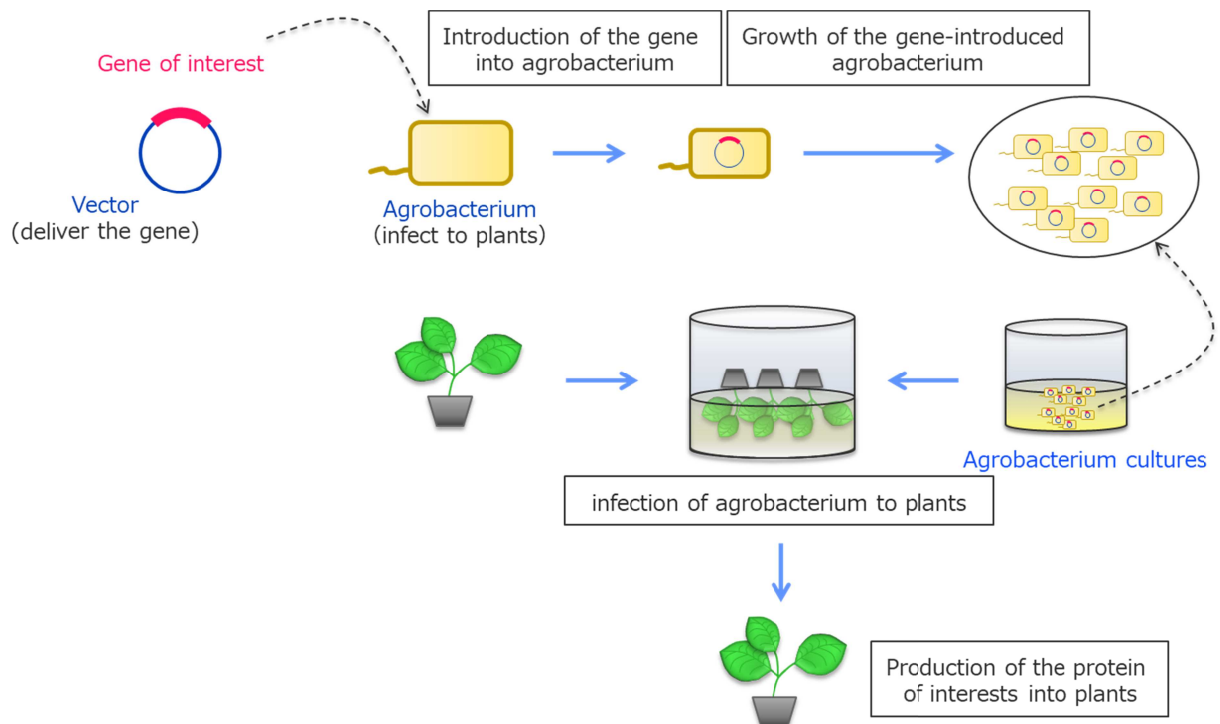 Gene of interest
Vector
(deliver the gene)
Agrobacterium
(infect to plants)
Introduction of the gene
into agrobacterium
Growth of the gene-introduced
agrobacterium
Agrobacterium cultures
infection of agrobacterium to plants
Production of the protein
of interests into plants